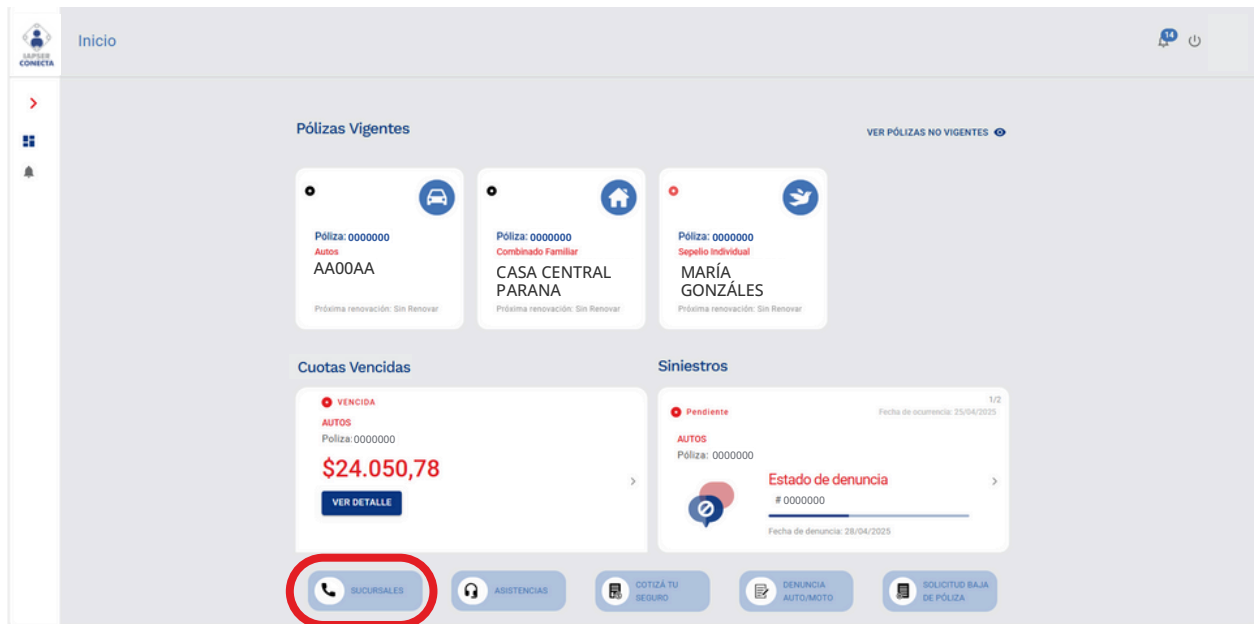 IAPSER
CONECTA
Inicio
14
Pólizas Vigentes
VER PÓLIZAS NO VIGENTES
Póliza: 0000000
Autos
AA00AA
Próxima renovación: Sin Renovar
Póliza: 0000000
Combinado Familiar
CASA CENTRAL
PARANA
Próxima renovación: Sin Renovar
Póliza: 0000000
Sepelio Individual
MARÍA
GONZÁLES
Próxima renovación: Sin Renovar
Cuotas Vencidas
VENCIDA
AUTOS
Poliza: 0000000
$24.050,78
VER DETALLE
Siniestros
1/2
Pendiente
Fecha de ocurrencia: 25/04/2025
AUTOS
Póliza: 0000000
Estado de denuncia
# 0000000
Fecha de denuncia: 28/04/2025
SUCURSALES
ASISTENCIAS
COTIZÁ TU
SEGURO
DENUNCIA
AUTO/MOTO
SOLICITUD BAJA
DE PÓLIZA